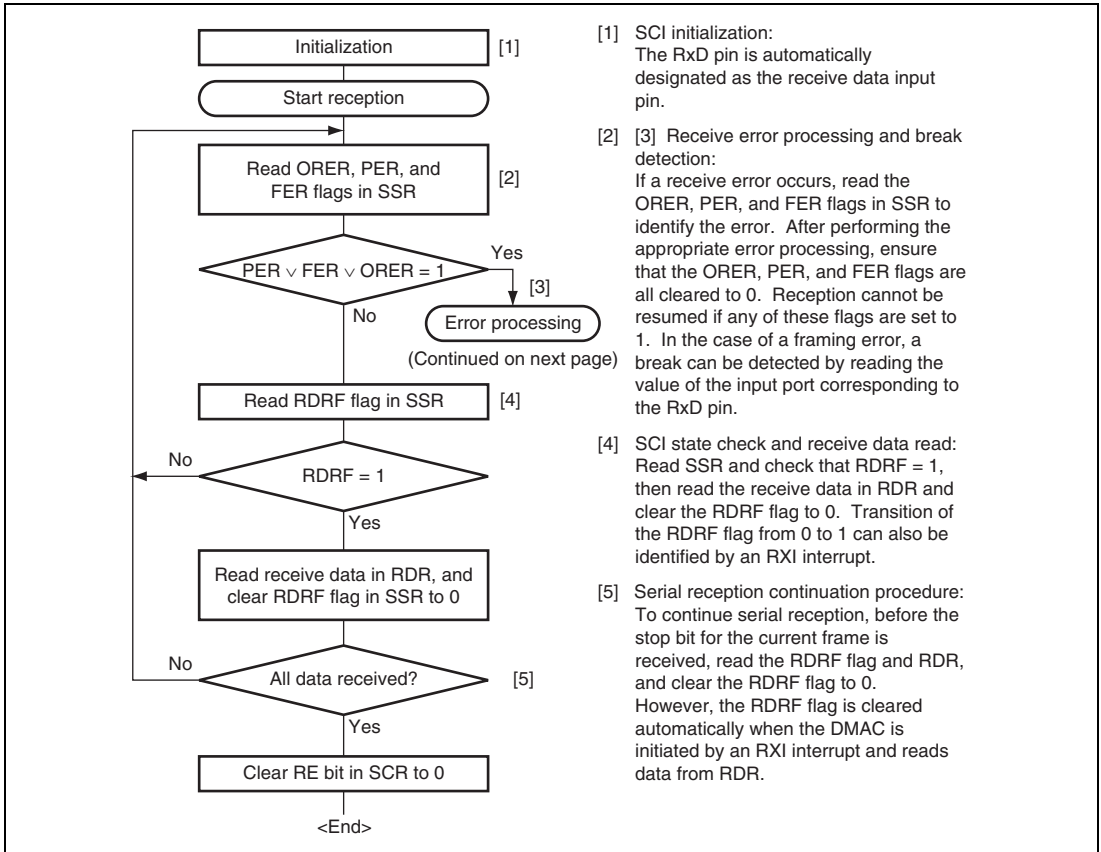 Initialization [1]
Start reception
Read ORER, PER, and
FER flags in SSR
[2]
PER ∨ FER ∨ ORER = 1
Yes
[3]
No
Error processing
(Continued on next page)
Read RDRF flag in SSR [4]
No
RDRF = 1
Yes
Read receive data in RDR, and
clear RDRF flag in SSR to 0
No
All data received? [5]
Yes
Clear RE bit in SCR to 0
<End>
[1] SCI initialization:
The RxD pin is automatically
designated as the receive data input
pin.
[2] [3] Receive error processing and break
detection:
If a receive error occurs, read the
ORER, PER, and FER flags in SSR to
identify the error. After performing the
appropriate error processing, ensure
that the ORER, PER, and FER flags are
all cleared to 0. Reception cannot be
resumed if any of these flags are set to
1. In the case of a framing error, a
break can be detected by reading the
value of the input port corresponding to
the RxD pin.
[4] SCI state check and receive data read:
Read SSR and check that RDRF = 1,
then read the receive data in RDR and
clear the RDRF flag to 0. Transition of
the RDRF flag from 0 to 1 can also be
identified by an RXI interrupt.
[5] Serial reception continuation procedure:
To continue serial reception, before the
stop bit for the current frame is
received, read the RDRF flag and RDR,
and clear the RDRF flag to 0.
However, the RDRF flag is cleared
automatically when the DMAC is
initiated by an RXI interrupt and reads
data from RDR.